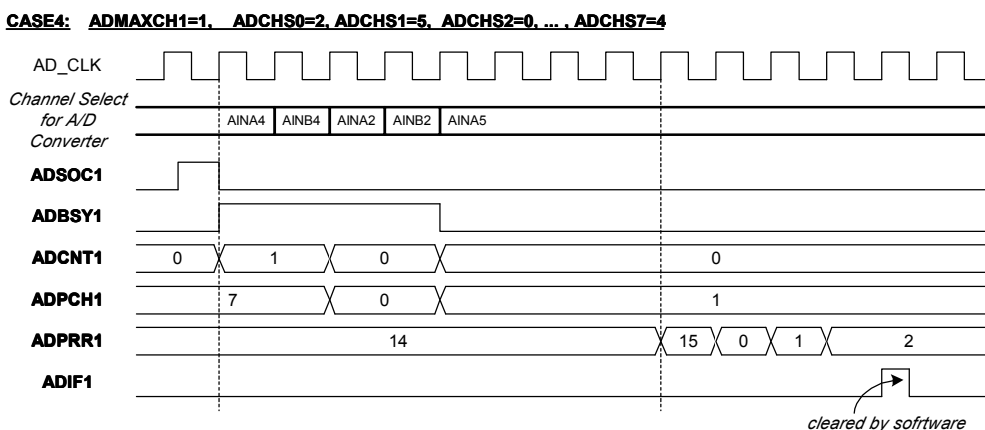 CASE4: ADMAXCH1=1, ADCHS0=2, ADCHS1=5, ADCHS2=0, ... , ADCHS7=4
AD_CLK
Channel Select
for A/D
Converter
AINA4 AINB4 AINA2 AINB2 AINA5
ADSOC1
ADBSY1
ADCNT1 0 1 0 0
ADPCH1 7 0 1
ADPRR1 14 15 0 1 2
ADIF1
cleared by sofrtware